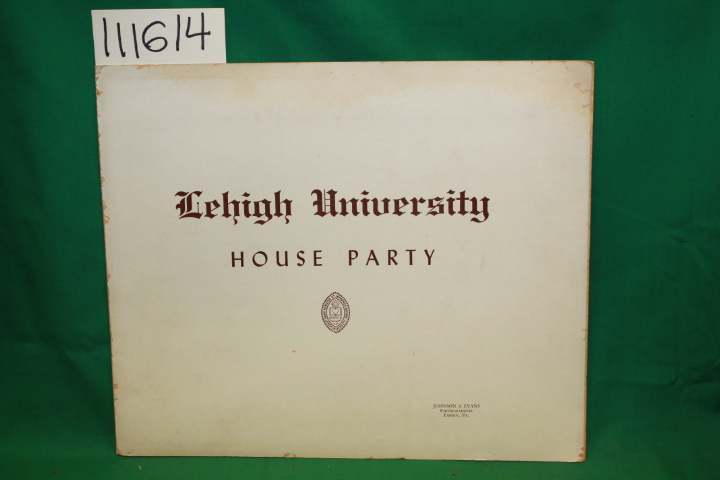 111614
Lehigh University
HOUSE PARTY
JOHNSON & EVANS
PHOTOGRAPHERS
EASTON, PA.